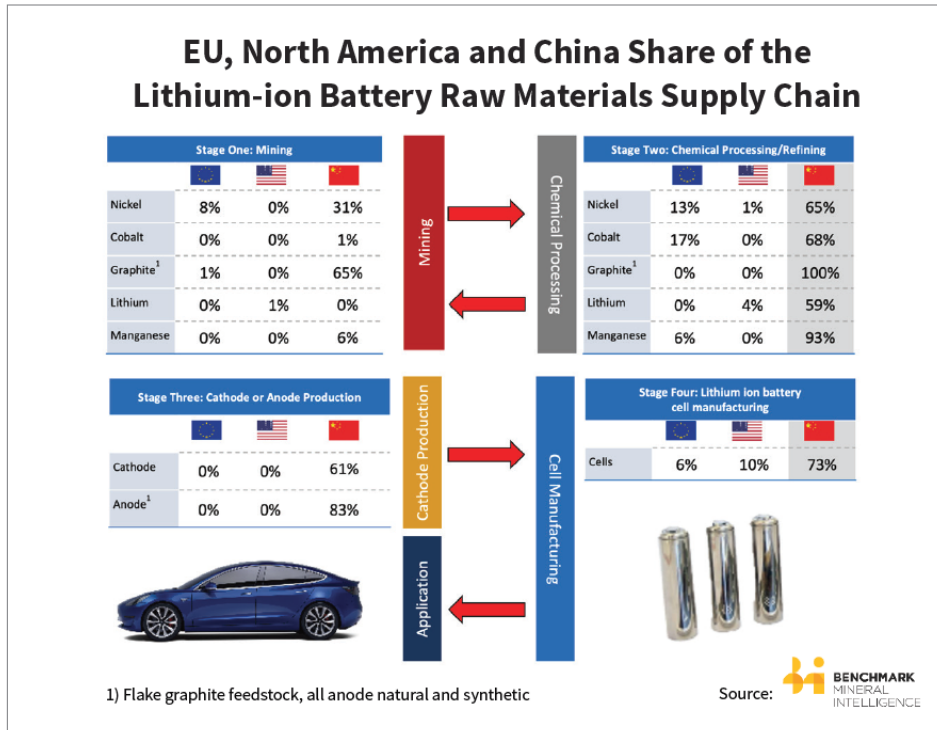 EU, North America and China Share of the
Lithium-ion Battery Raw Materials Supply Chain
Stage One: Mining
Nickel 8% 0% 31%
Cobalt 0% 0% 1%
Graphite1 1% 0% 65%
Lithium 0% 1% 0%
Manganese 0% 0% 6%
Mining
Chemical Processing
Stage Two: Chemical Processing/Refining
Nickel 13% 1% 65%
Cobalt 17% 0% 68%
Graphite1 0% 0% 100%
Lithium 0% 4% 59%
Manganese 6% 0% 93%
Stage Three: Cathode or Anode Production
Cathode 0% 0% 61%
Anode1 0% 0% 83%
Cathode Production
Application
Cell Manufacturing
Stage Four: Lithium ion battery
cell manufacturing
Cells 6% 10% 73%
1) Flake graphite feedstock, all anode natural and synthetic
Source:
BENCHMARK
MINERAL
INTELLIGENCE